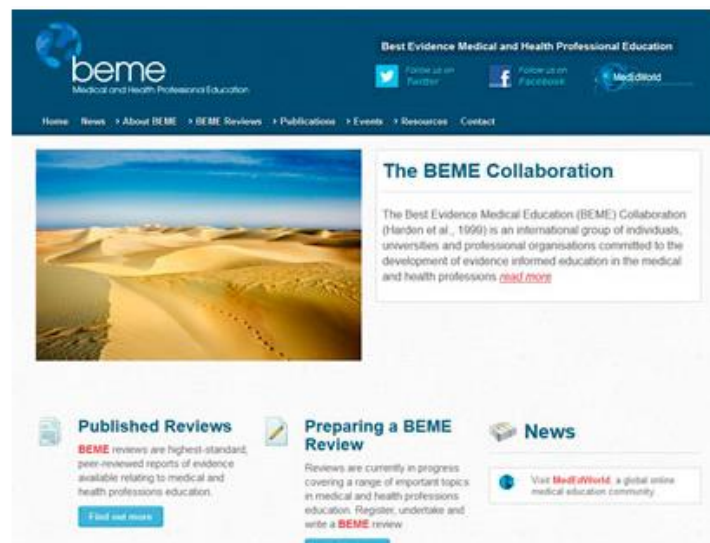 beme
Medical and Health Professional Education
Best Evidence Medical and Health Professional Education
Follow us on
Twitter
Follow us on
Facebook
MedEdWorld
Home News About BEME BEME Reviews Publications Events Resources Contact
The BEME Collaboration
The Best Evidence Medical Education (BEME) Collaboration
(Harden et al., 1999) is an international group of individuals,
universities and professional organisations committed to the
development of evidence informed education in the medical
and health professions read more
Published Reviews
BEME reviews are highest-standard,
peer-reviewed reports of evidence
available relating to medical and
health professions education.
Find out more
Preparing a BEME
Review
Reviews are currently in progress
covering a range of important topics
in medical and health professions
education. Register, undertake and
write a BEME review
News
Visit MedEdWorld, a global online
medical education community.